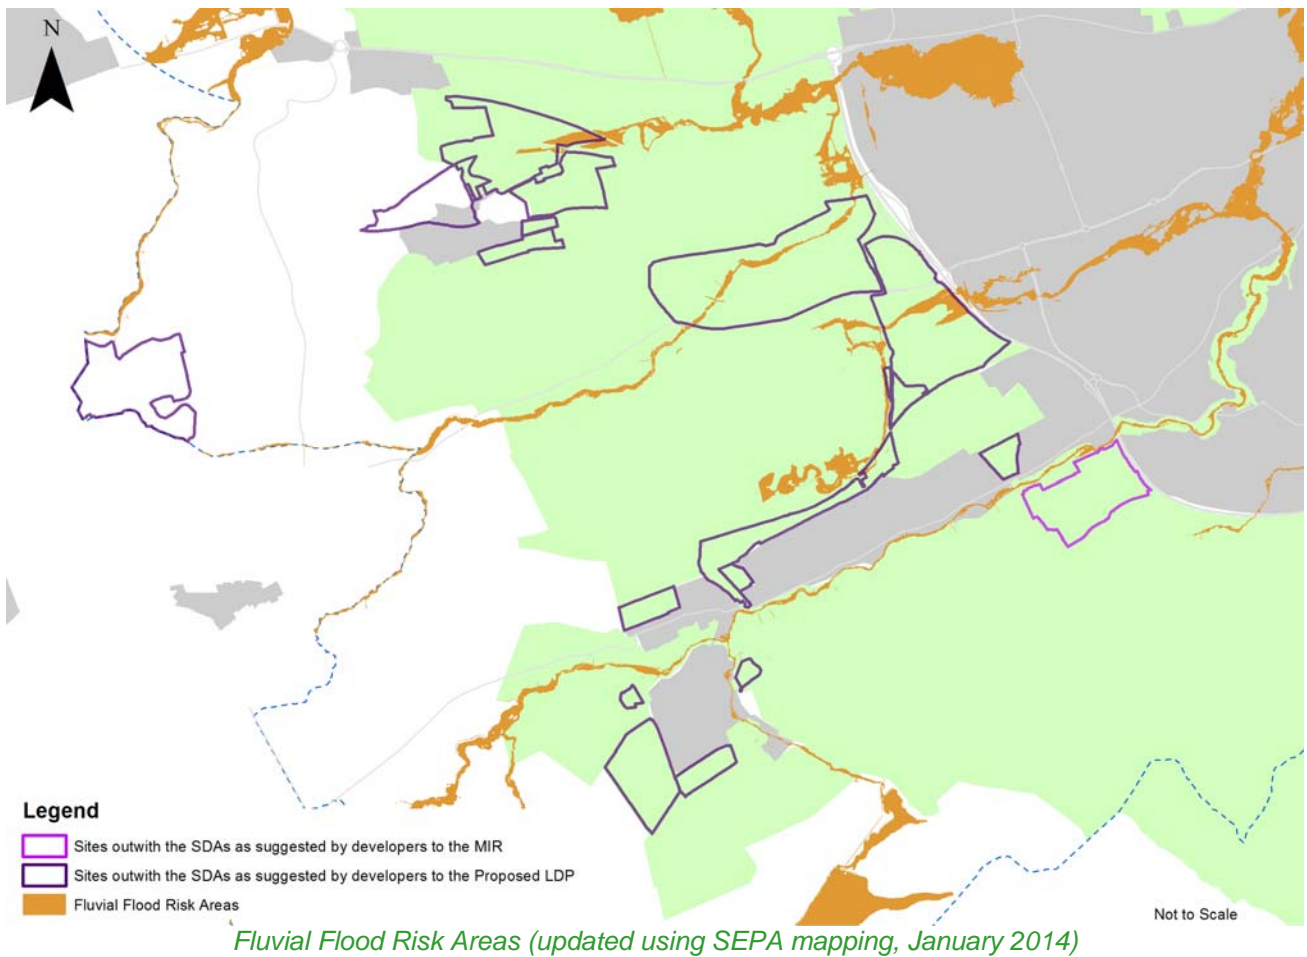 N
Legend
Sites outwith the SDAs as suggested by developers to the MIR
Sites outwith the SDAs as suggested by developers to the Proposed LDP
Fluvial Flood Risk Areas
Not to Scale
Fluvial Flood Risk Areas (updated using SEPA mapping, January 2014)